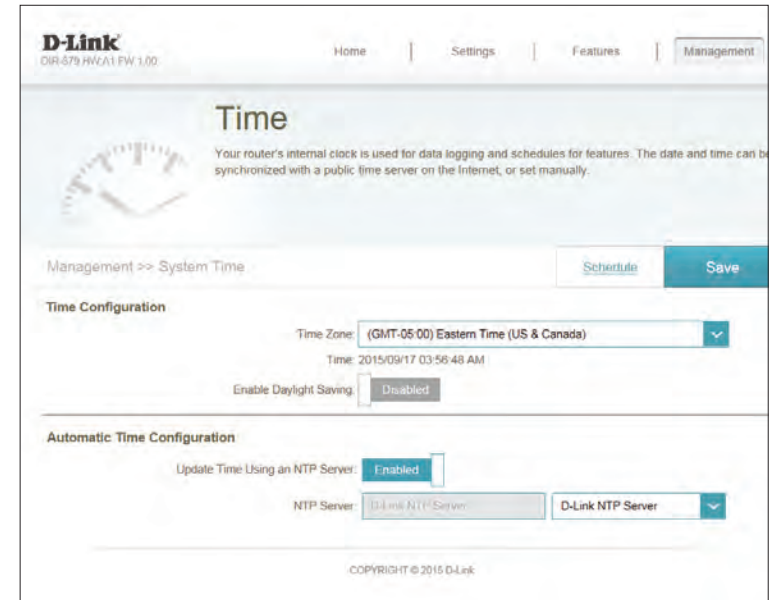 D-Link
DIR-879 HW:A1 FW:1.00
Home | Settings | Features | Management
Time
Your router's internal clock is used for data logging and schedules for features. The date and time can be
synchronized with a public time server on the Internet, or set manually.
Management >> System Time
Schedule
Save
Time Configuration
Time Zone: (GMT-05:00) Eastern Time (US & Canada)
Time: 2015/09/17 03:56:48 AM
Enable Daylight Saving: Disabled
Automatic Time Configuration
Update Time Using an NTP Server: Enabled
NTP Server: D-Link NTP Server D-Link NTP Server
COPYRIGHT © 2015 D-Link